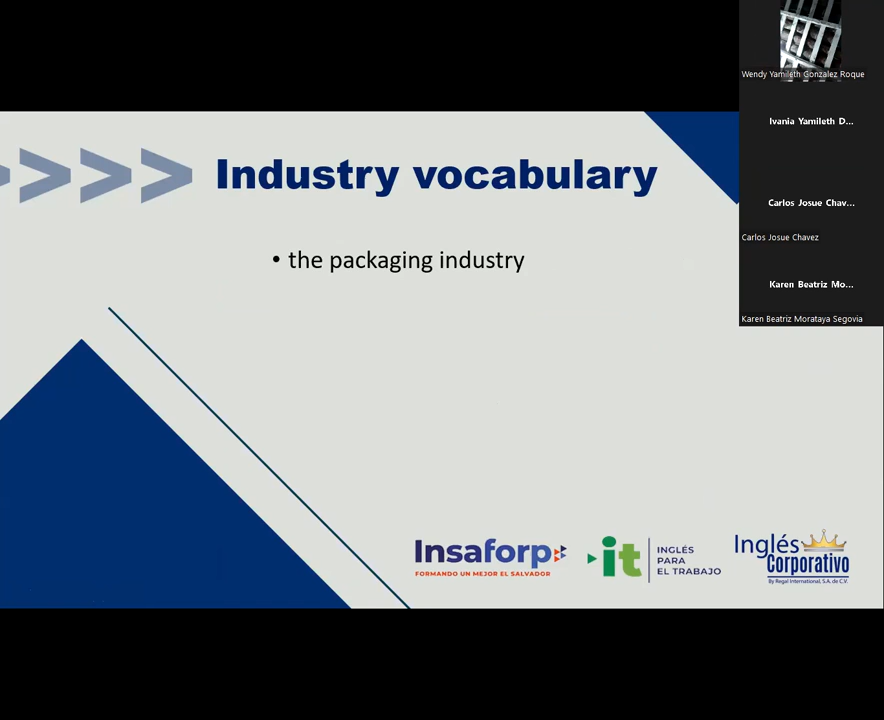 Wendy Yamileth Gonzalez Roque
Ivania Yamileth D...
Carlos Josue Chav...
Carlos Josue Chavez
Karen Beatriz Mo...
Karen Beatriz Morataya Segovia
>>>> Industry vocabulary
• the packaging industry
Insaforp
FORMANDO UN MEJOR EL SALVADOR
it
INGLÉS
PARA
EL TRABAJO
Inglés
Corporativo
By Regal International, S.A. de C.V.